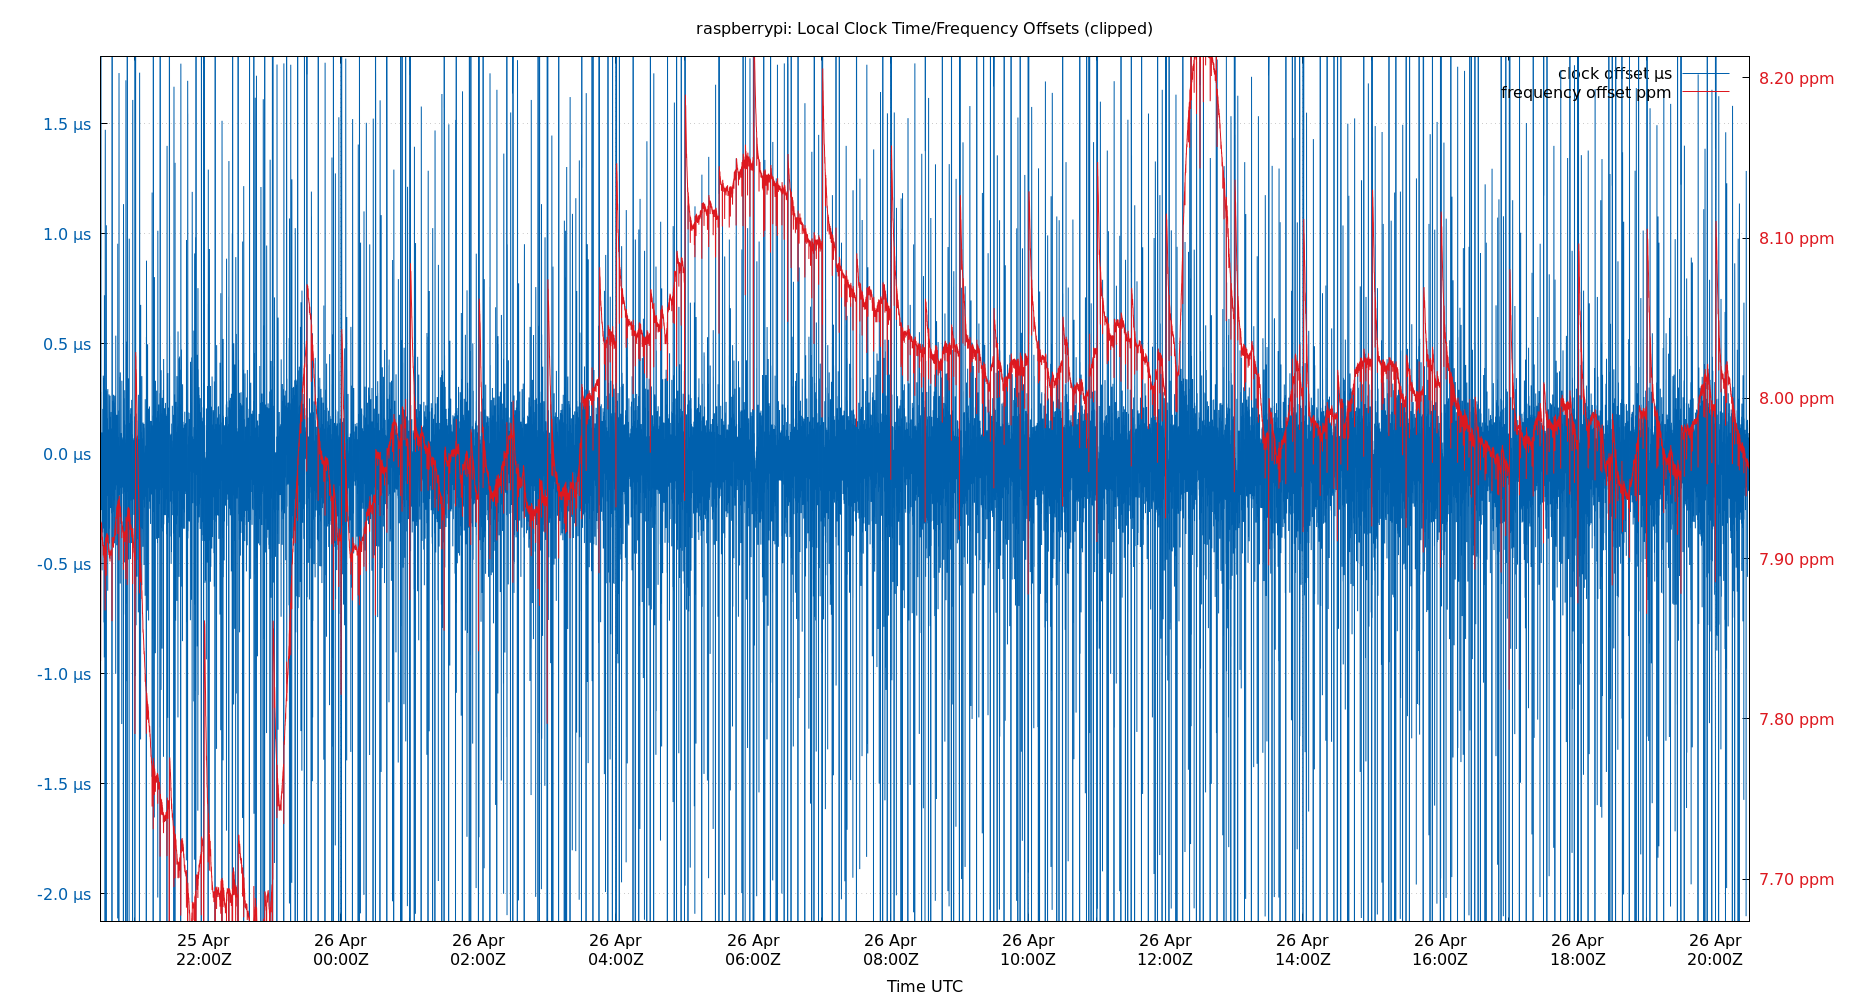 raspberrypi: Local Clock Time/Frequency Offsets (clipped)
clock offset µs
frequency offset ppm
1.5 µs
1.0 µs
0.5 µs
0.0 µs
-0.5 µs
-1.0 µs
-1.5 µs
-2.0 µs
8.20 ppm
8.10 ppm
8.00 ppm
7.90 ppm
7.80 ppm
7.70 ppm
25 Apr 26 Apr 26 Apr 26 Apr 26 Apr 26 Apr 26 Apr 26 Apr 26 Apr 26 Apr 26 Apr 26 Apr
22:00Z 00:00Z 02:00Z 04:00Z 06:00Z 08:00Z 10:00Z 12:00Z 14:00Z 16:00Z 18:00Z 20:00Z
Time UTC